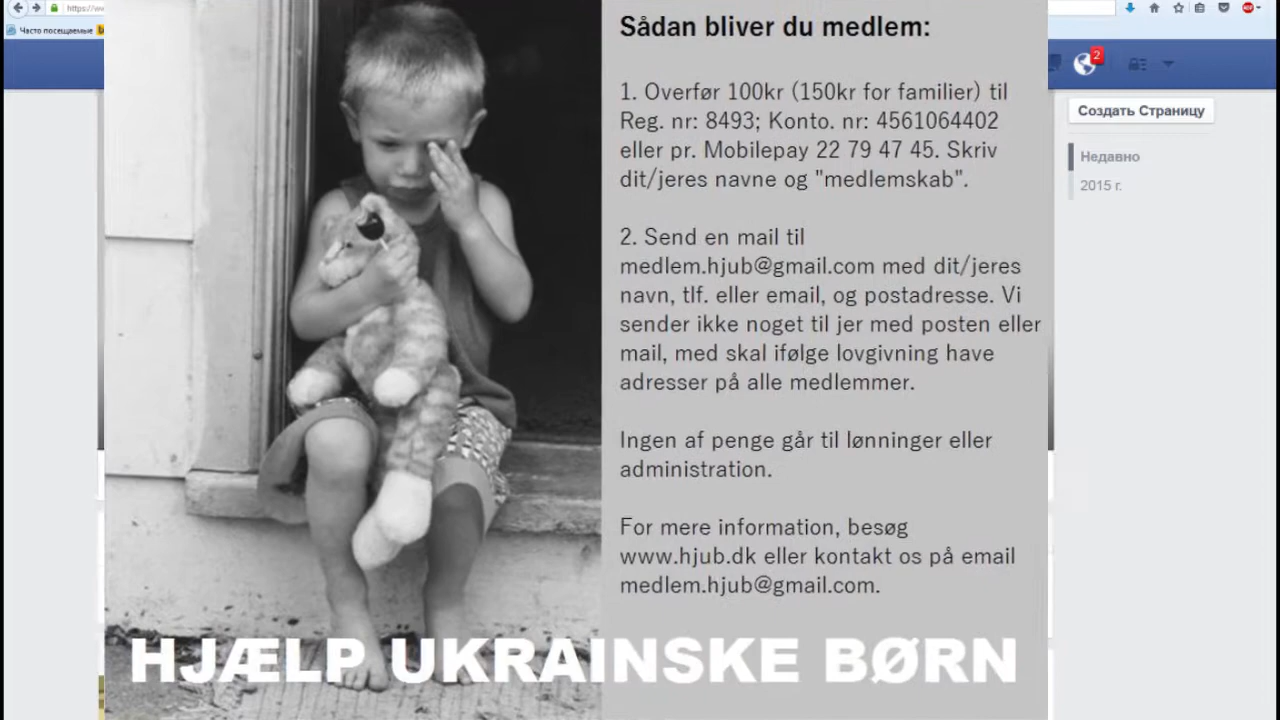 https://w
Часто посещаемые
2
Создать Страницу
Недавно
2015 г.
Sådan bliver du medlem:
1. Overfør 100kr (150kr for familier) til
Reg. nr: 8493; Konto. nr: 4561064402
eller pr. Mobilepay 22 79 47 45. Skriv
dit/jeres navne og "medlemskab".
2. Send en mail til
medlem.hjub@gmail.com med dit/jeres
navn, tlf. eller email, og postadresse. Vi
sender ikke noget til jer med posten eller
mail, med skal ifølge lovgivning have
adresser på alle medlemmer.
Ingen af penge går til lønninger eller
administration.
For mere information, besøg
www.hjub.dk eller kontakt os på email
medlem.hjub@gmail.com.
HJÆLP UKRAINSKE BØRN